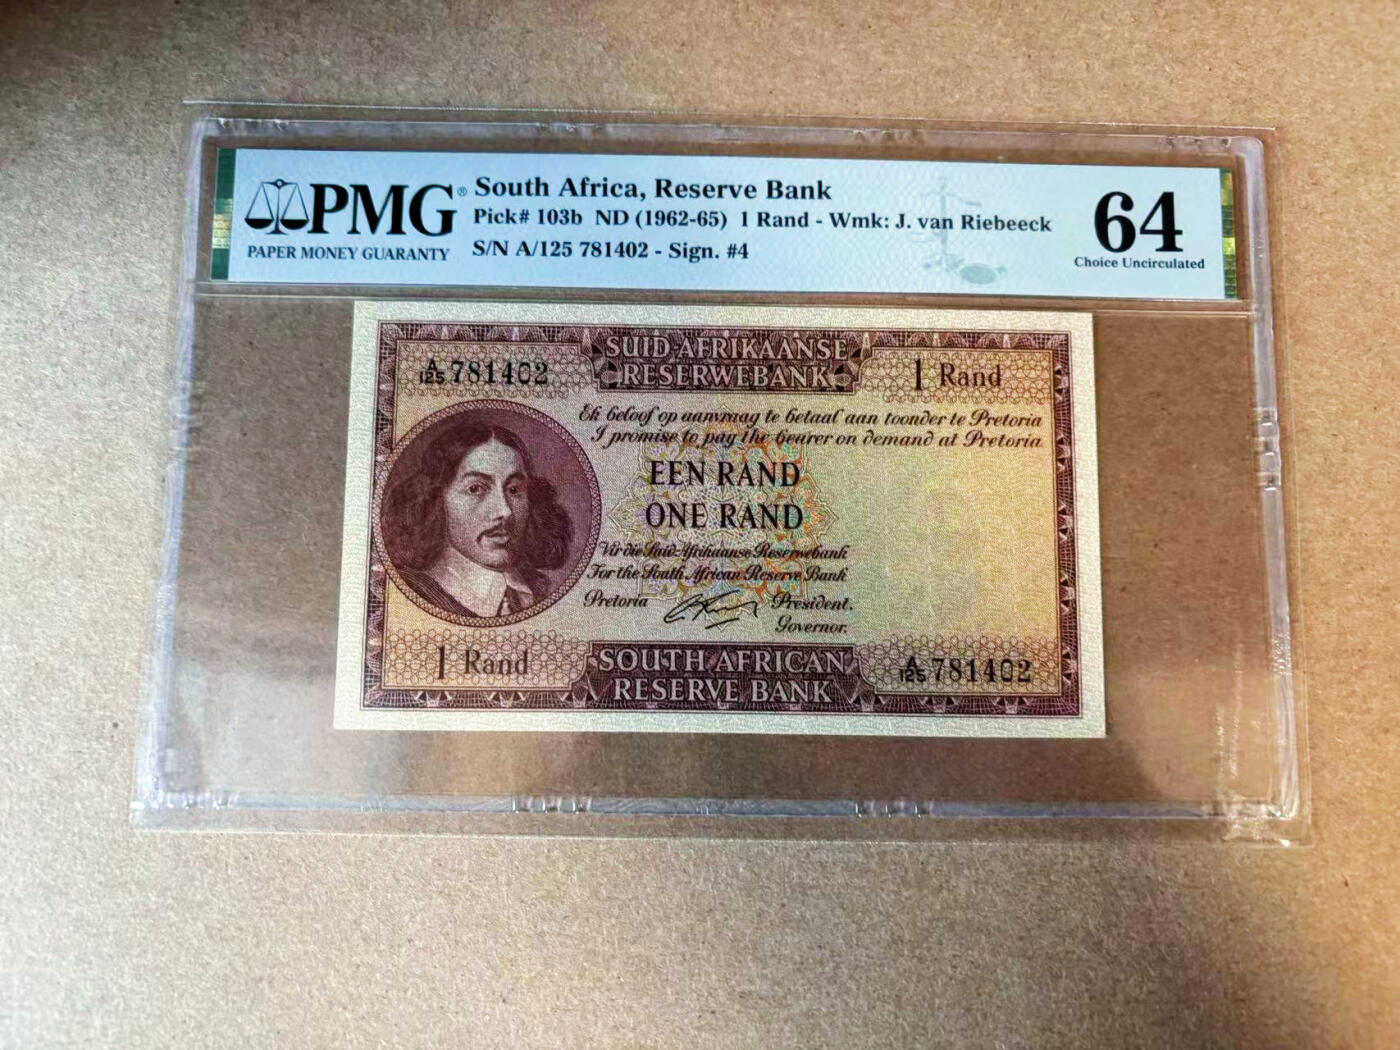 PMG®
PAPER MONEY GUARANTY
South Africa, Reserve Bank
Pick# 103b ND (1962-65) 1 Rand - Wmk: J. van Riebeeck
S/N A/125 781402 - Sign. #4
64
Choice Uncirculated
A/125 781402
SUID-AFRIKAANSE
RESERWEBANK
1 Rand
Ek beloof op aanvraag te betaal aan toonder te Pretoria
I promise to pay the bearer on demand at Pretoria
EEN RAND
ONE RAND
Vir die Suid-Afrikaanse Reserwebank
For the South African Reserve Bank
Pretoria
President.
Governor.
1 Rand
SOUTH AFRICAN
RESERVE BANK
A/125 781402